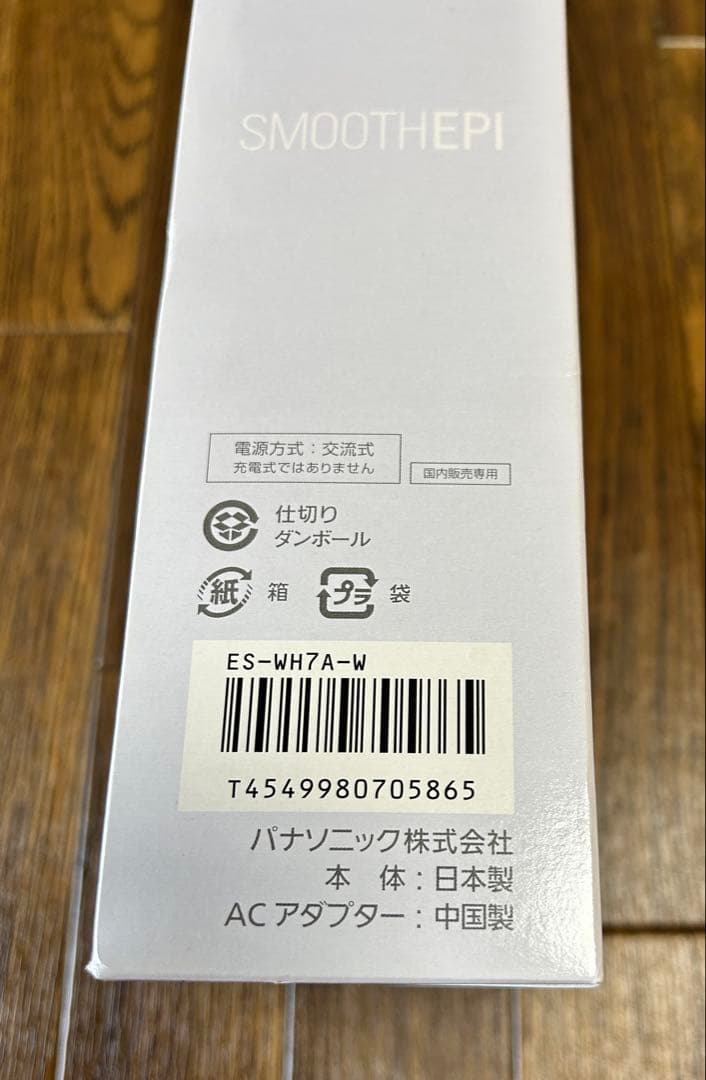 SMOOTHEPI
電源方式：交流式
充電式ではありません
国内販売専用
仕切り
ダンボール
紙 箱 プラ 袋
ES-WH7A-W
T4549980705865
パナソニック株式会社
本 体：日本製
ACアダプター：中国製